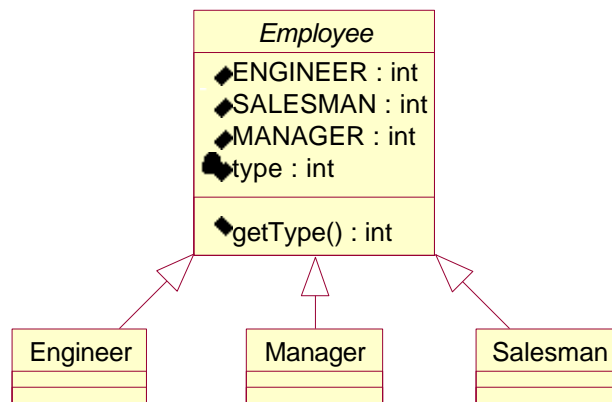 Employee
ENGINEER : int
SALESMAN : int
MANAGER : int
type : int
getType() : int
Engineer
Manager
Salesman